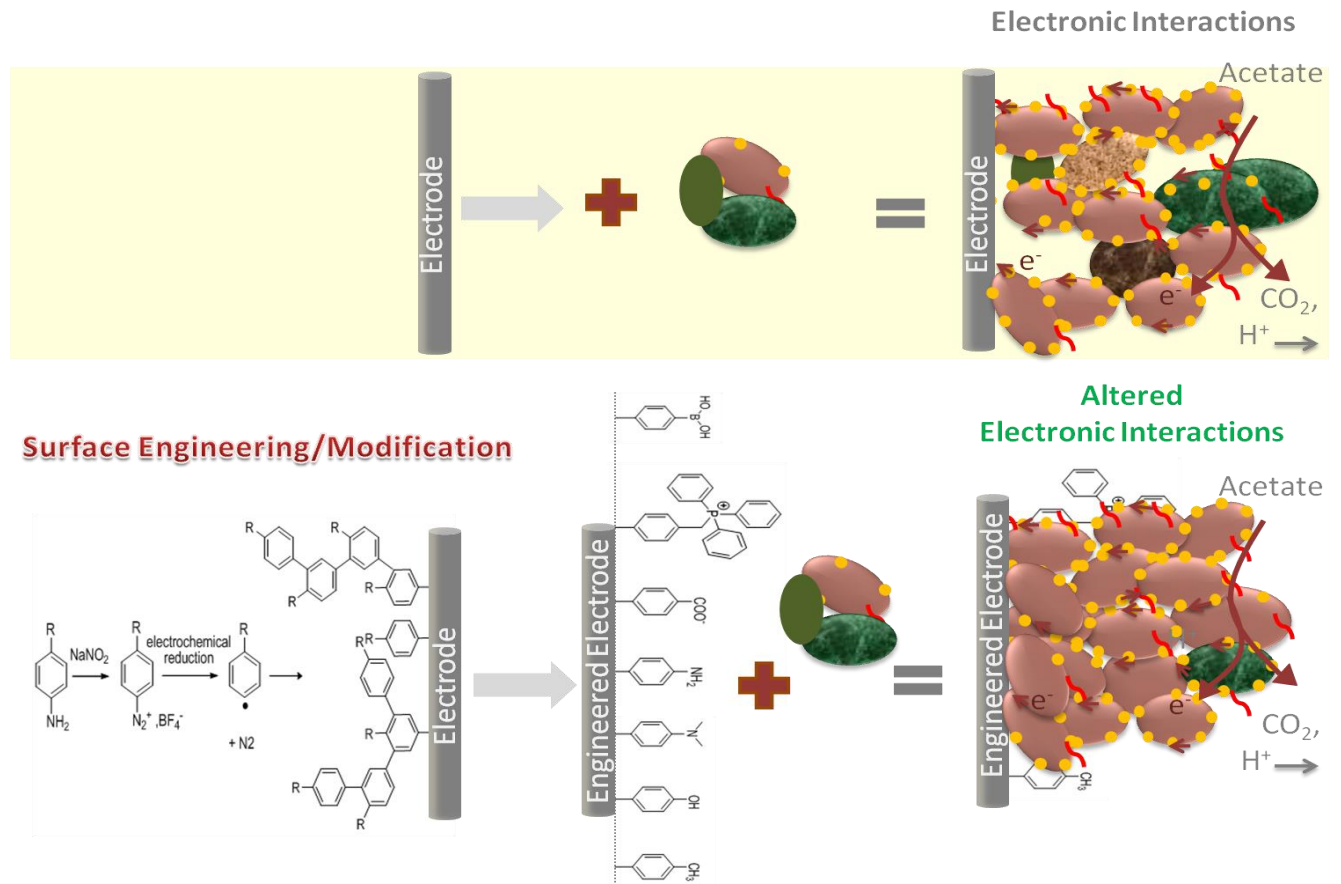 Electronic Interactions
Acetate
Electrode
Electrode
e-
e-
CO2,
H+
Altered
Electronic Interactions
Surface Engineering/Modification
HO
B
OH
P
+
Acetate
P
+
R
R
R
R
R
R
R
R
R
R
R
R
NaNO2
electrochemical
reduction
NH2
N2+ ,BF4-
+ N2
Electrode
Engineered Electrode
COO-
NH2
N
OH
CH3
Engineered Electrode
e-
e-
CO2,
H+
CH3